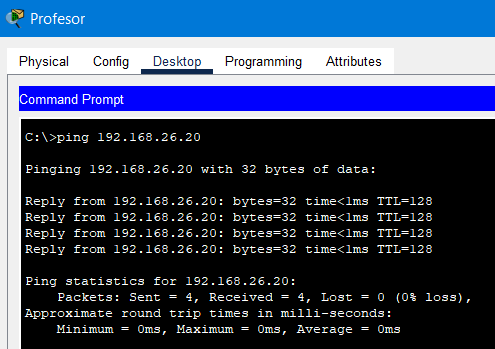 Profesor
Physical Config Desktop Programming Attributes
Command Prompt
C:\>ping 192.168.26.20
Pinging 192.168.26.20 with 32 bytes of data:
Reply from 192.168.26.20: bytes=32 time<1ms TTL=128
Reply from 192.168.26.20: bytes=32 time<1ms TTL=128
Reply from 192.168.26.20: bytes=32 time<1ms TTL=128
Reply from 192.168.26.20: bytes=32 time<1ms TTL=128
Ping statistics for 192.168.26.20:
Packets: Sent = 4, Received = 4, Lost = 0 (0% loss),
Approximate round trip times in milli-seconds:
Minimum = 0ms, Maximum = 0ms, Average = 0ms